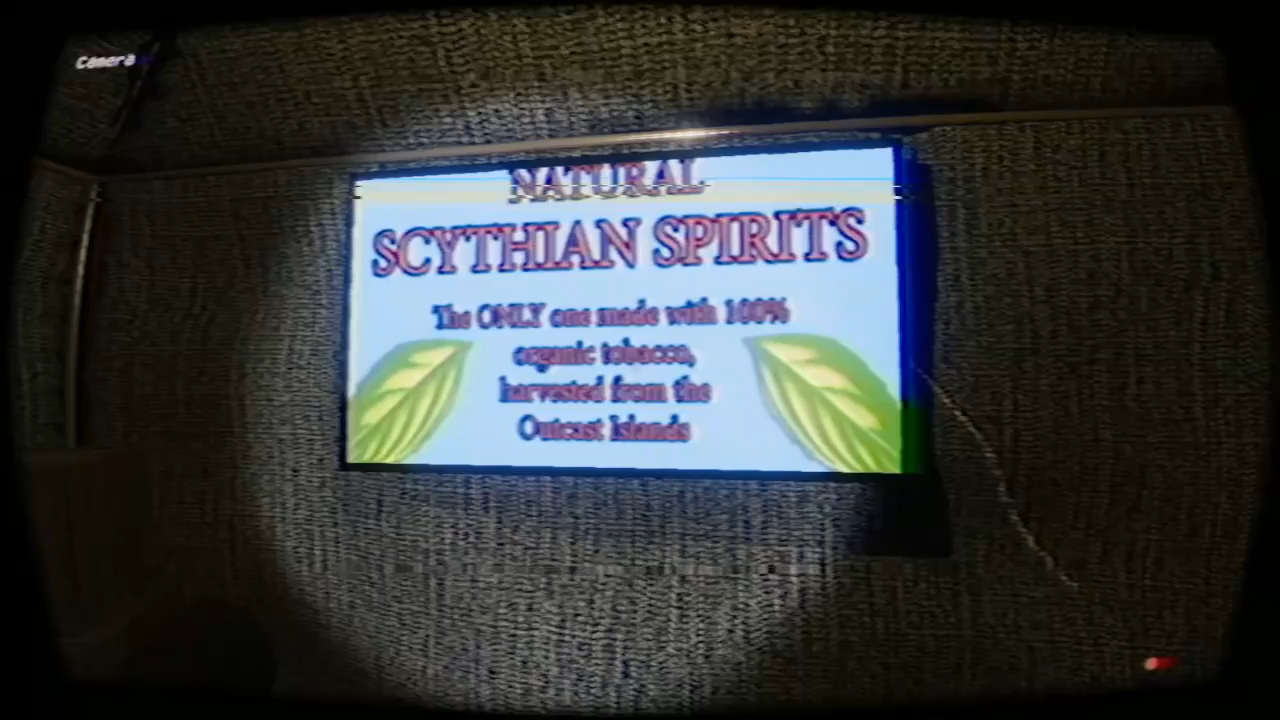 Camera
NATURAL
SCYTHIAN SPIRITS
The ONLY one made with 100%
organic tobacco,
harvested from the
Outcast Islands